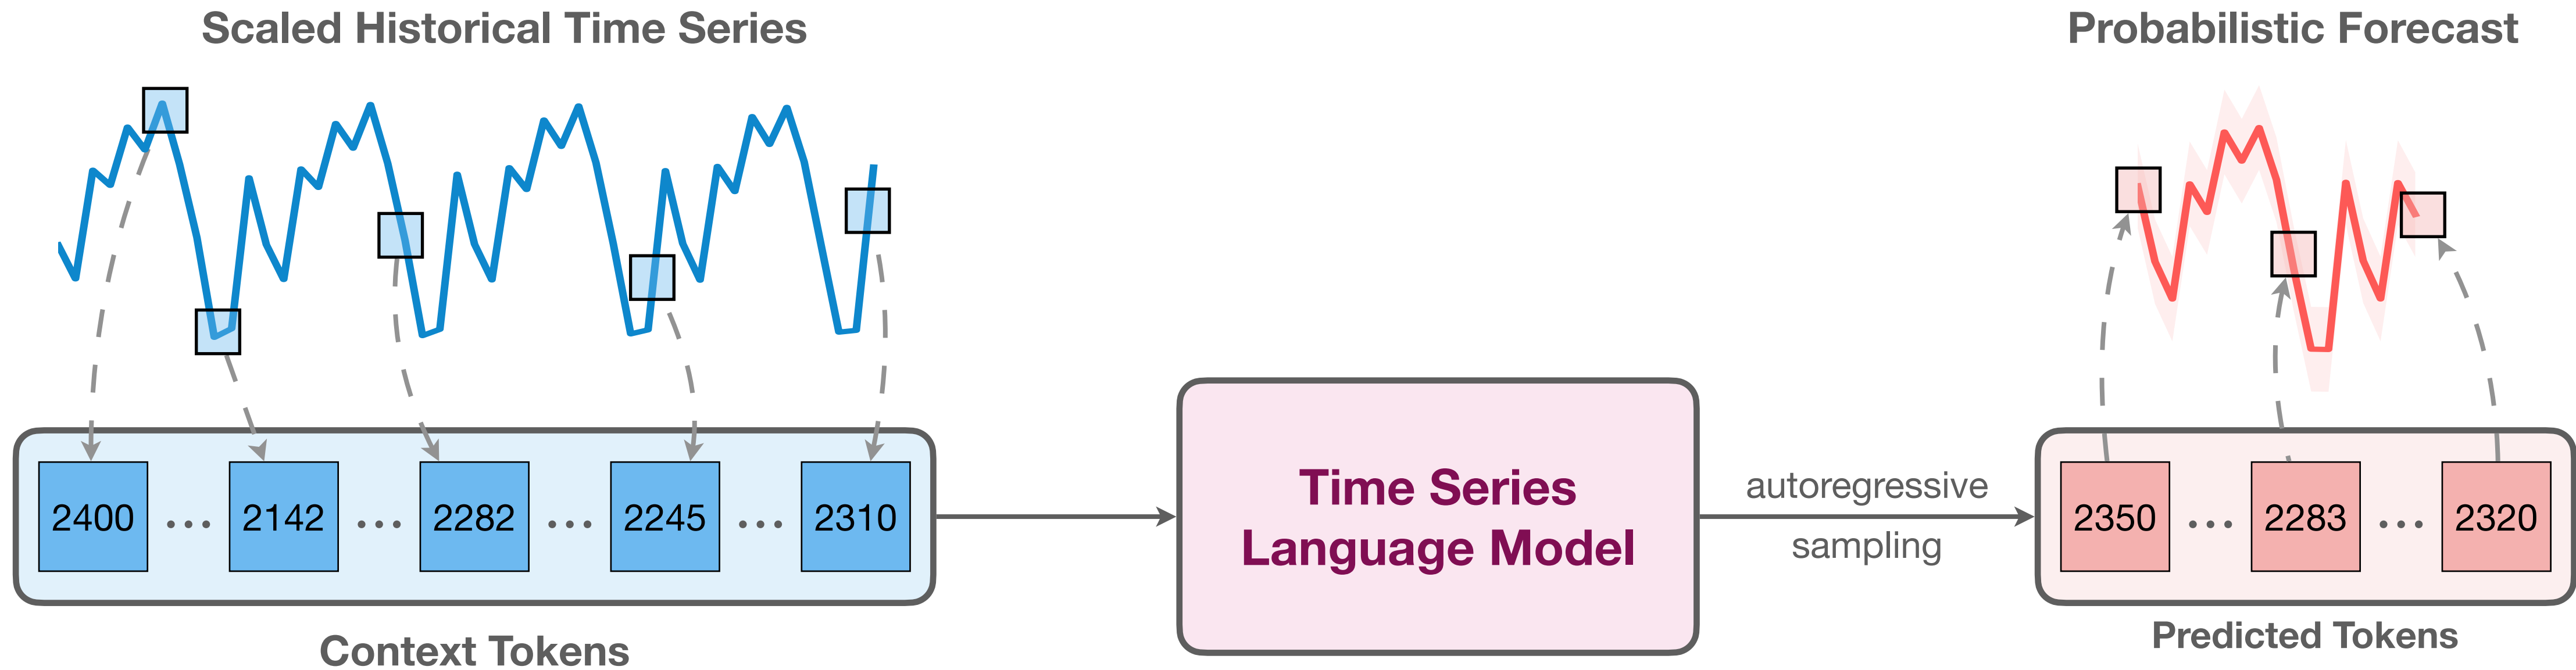 Scaled Historical Time Series
Probabilistic Forecast
2400 ... 2142 ... 2282 ... 2245 ... 2310
Context Tokens
Time Series
Language Model
autoregressive
sampling
2350 ... 2283 ... 2320
Predicted Tokens